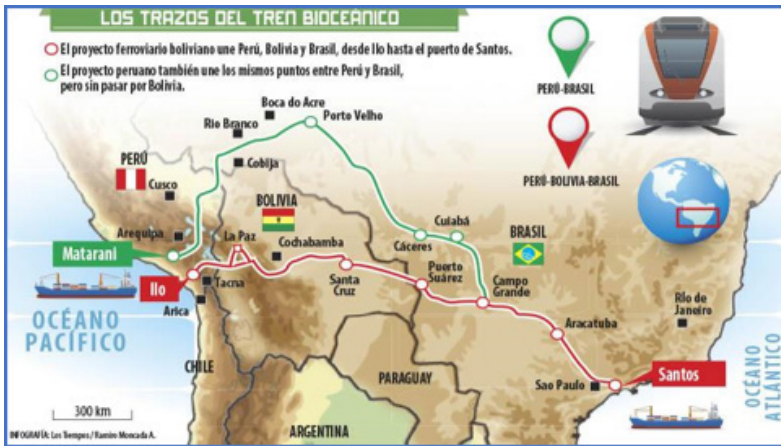 LOS TRAZOS DEL TREN BIOCEÁNICO
El proyecto ferroviario boliviano une Perú, Bolivia y Brasil, desde Ilo hasta el puerto de Santos.
El proyecto peruano también une los mismos puntos entre Perú y Brasil,
pero sin pasar por Bolivia.
PERÚ-BRASIL
PERÚ-BOLIVIA-BRASIL
Boca do Acre
Porto Velho
Rio Branco
Cobija
PERÚ
Cusco
BOLIVIA
Arequipa
La Paz
Cochabamba
Matarani
Cuiabá
Cáceres
BRASIL
Ilo
Tacna
Arica
Santa
Cruz
Puerto
Suárez
Campo
Grande
Río de
Janeiro
OCÉANO
PACÍFICO
Aracatuba
CHILE
PARAGUAY
Sao Paulo
Santos
OCÉANO
ATLÁNTICO
300 km
ARGENTINA
INFOGRAFÍA: Los Tiempos / Ramiro Moncada A.